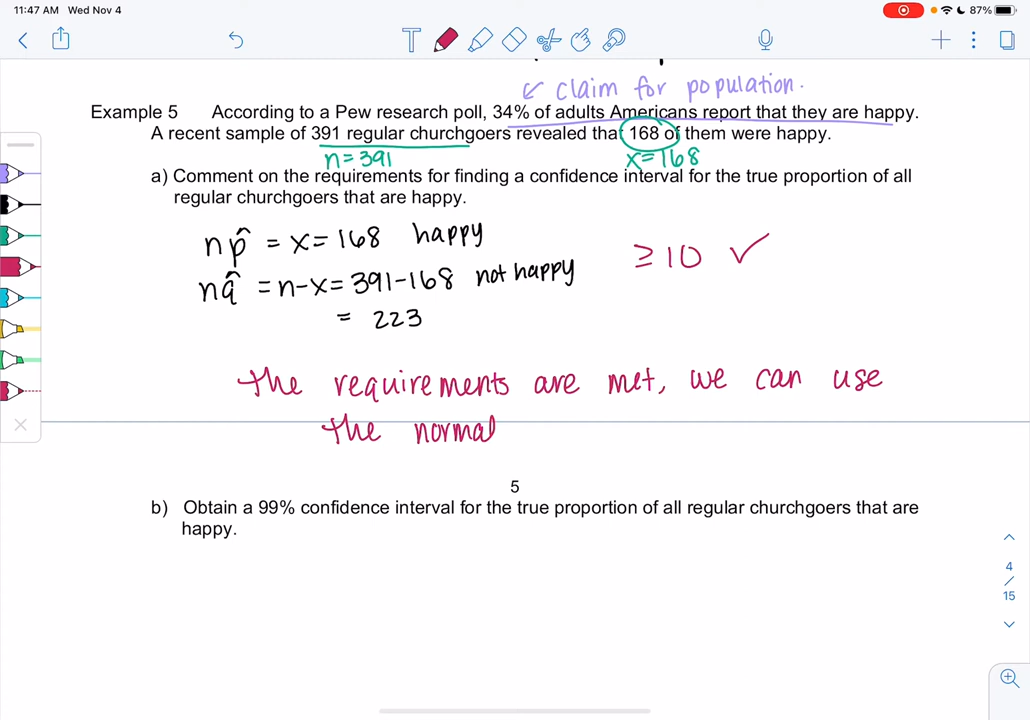 11:47 AM Wed Nov 4
87%
T
claim for population.
Example 5 According to a Pew research poll, 34% of adults Americans report that they are happy.
A recent sample of 391 regular churchgoers revealed that 168 of them were happy.
n=391 x=168
a) Comment on the requirements for finding a confidence interval for the true proportion of all
regular churchgoers that are happy.
np̂ = x = 168 happy
≥ 10 ✓
nq̂ = n-x = 391-168 not happy
= 223
the requirements are met, we can use
the normal
5
b) Obtain a 99% confidence interval for the true proportion of all regular churchgoers that are
happy.
4
/
15